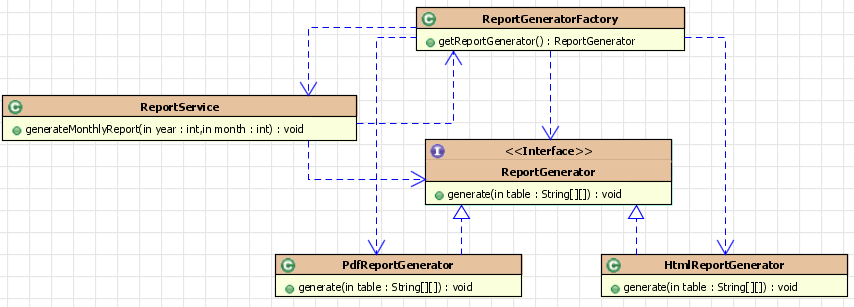 C ReportGeneratorFactory
getReportGenerator() : ReportGenerator
C ReportService
generateMonthlyReport(in year : int,in month : int) : void
I <<Interface>>
ReportGenerator
generate(in table : String[][]) : void
C PdfReportGenerator
generate(in table : String[][]) : void
C HtmlReportGenerator
generate(in table : String[][]) : void